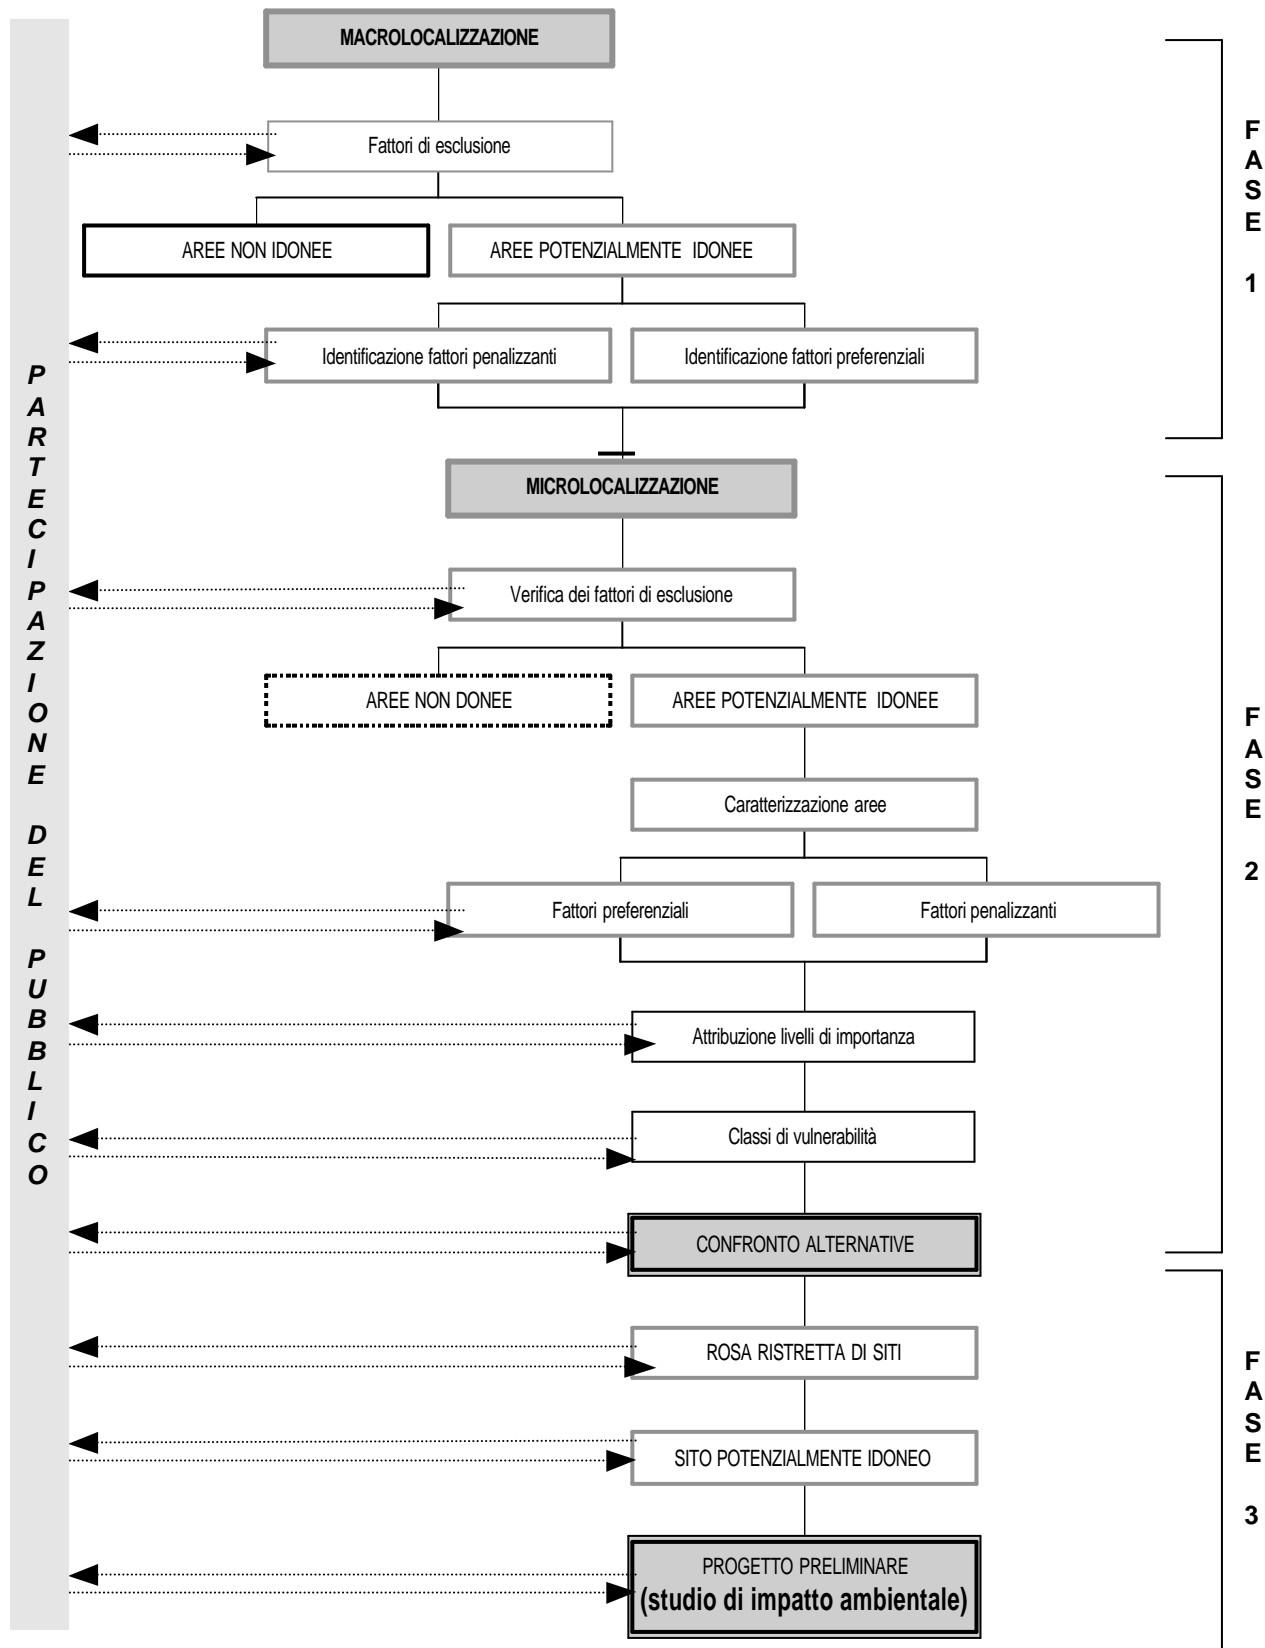 MACROLOCALIZZAZIONE
Fattori di esclusione
AREE NON IDONEE
AREE POTENZIALMENTE IDONEE
Identificazione fattori penalizzanti
Identificazione fattori preferenziali
FASE 1
PARTECIPAZIONE DEL PUBBLICO
MICROLOCALIZZAZIONE
Verifica dei fattori di esclusione
AREE NON DONEE
AREE POTENZIALMENTE IDONEE
Caratterizzazione aree
Fattori preferenziali
Fattori penalizzanti
Attribuzione livelli di importanza
Classi di vulnerabilità
CONFRONTO ALTERNATIVE
FASE 2
ROSA RISTRETTA DI SITI
SITO POTENZIALMENTE IDONEO
PROGETTO PRELIMINARE
(studio di impatto ambientale)
FASE 3